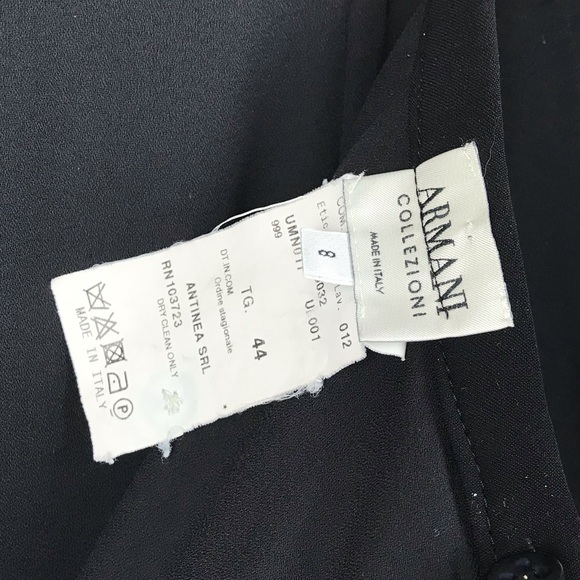 ARMANI
COLLEZIONI
MADE IN ITALY
8
012
U. 001
999
TG. 44
DT.IN.COM
Ordine stagionale
ANTINEA SRL
RN103723
DRY CLEAN ONLY
P
MADE IN ITALY